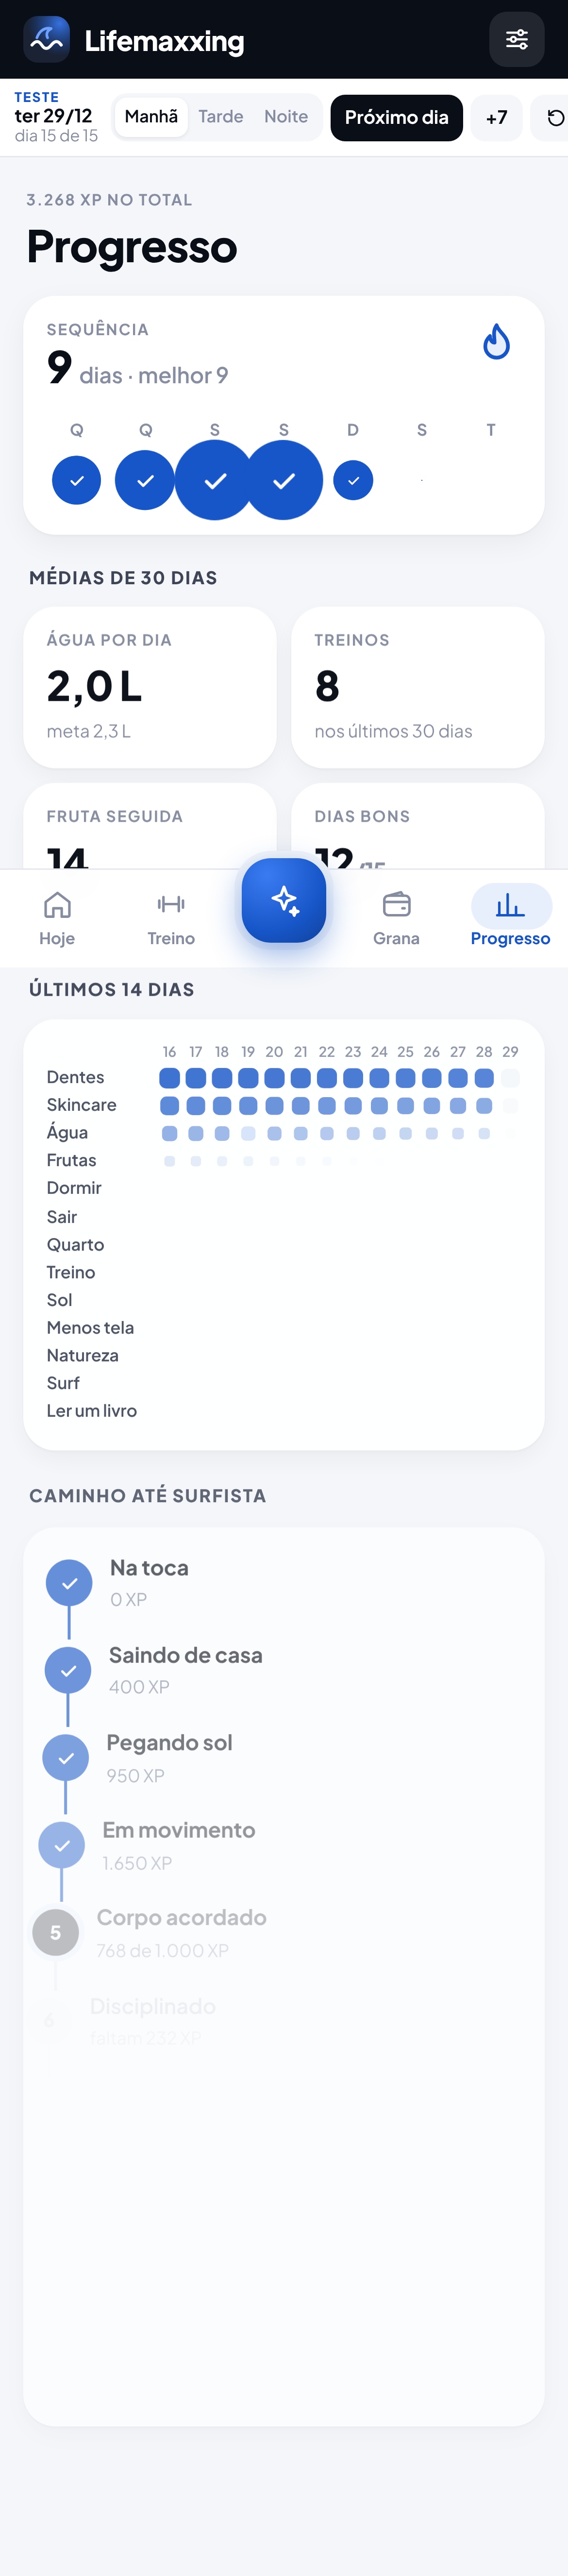 Lifemaxxing
TESTE
ter 29/12
dia 15 de 15
Manhã Tarde Noite
Próximo dia
+7
3.268 XP NO TOTAL
Progresso
SEQUÊNCIA
9 dias · melhor 9
Q Q S S D S T
MÉDIAS DE 30 DIAS
ÁGUA POR DIA
2,0 L
meta 2,3 L
TREINOS
8
nos últimos 30 dias
FRUTA SEGUIDA
14
DIAS BONS
12 /15
Hoje
Treino
Grana
Progresso
ÚLTIMOS 14 DIAS
16 17 18 19 20 21 22 23 24 25 26 27 28 29
Dentes
Skincare
Água
Frutas
Dormir
Sair
Quarto
Treino
Sol
Menos tela
Natureza
Surf
Ler um livro
CAMINHO ATÉ SURFISTA
Na toca
0 XP
Saindo de casa
400 XP
Pegando sol
950 XP
Em movimento
1.650 XP
5
Corpo acordado
768 de 1.000 XP
6
Disciplinado
faltam 232 XP